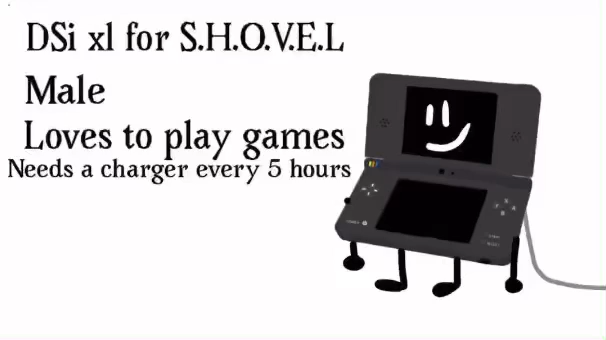 DSi xl for S.H.O.V.E.L
Male
Loves to play games
Needs a charger every 5 hours